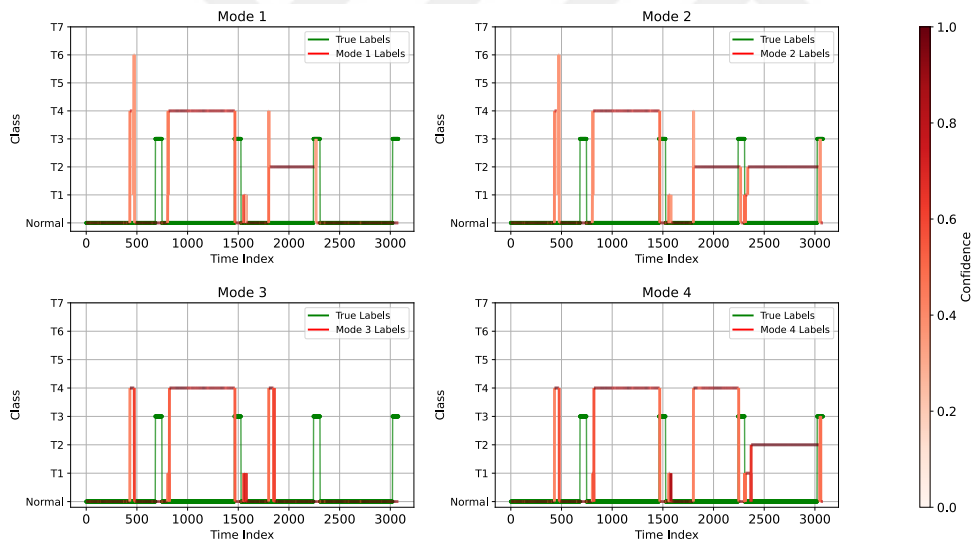 Mode 1
T7
T6
T5
T4
T3
T2
T1
Normal
Class
True Labels
Mode 1 Labels
0 500 1000 1500 2000 2500 3000
Time Index
Mode 2
T7
T6
T5
T4
T3
T2
T1
Normal
Class
True Labels
Mode 2 Labels
0 500 1000 1500 2000 2500 3000
Time Index
Mode 3
T7
T6
T5
T4
T3
T2
T1
Normal
Class
True Labels
Mode 3 Labels
0 500 1000 1500 2000 2500 3000
Time Index
Mode 4
T7
T6
T5
T4
T3
T2
T1
Normal
Class
True Labels
Mode 4 Labels
0 500 1000 1500 2000 2500 3000
Time Index
1.0
0.8
0.6
0.4
0.2
0.0
Confidence